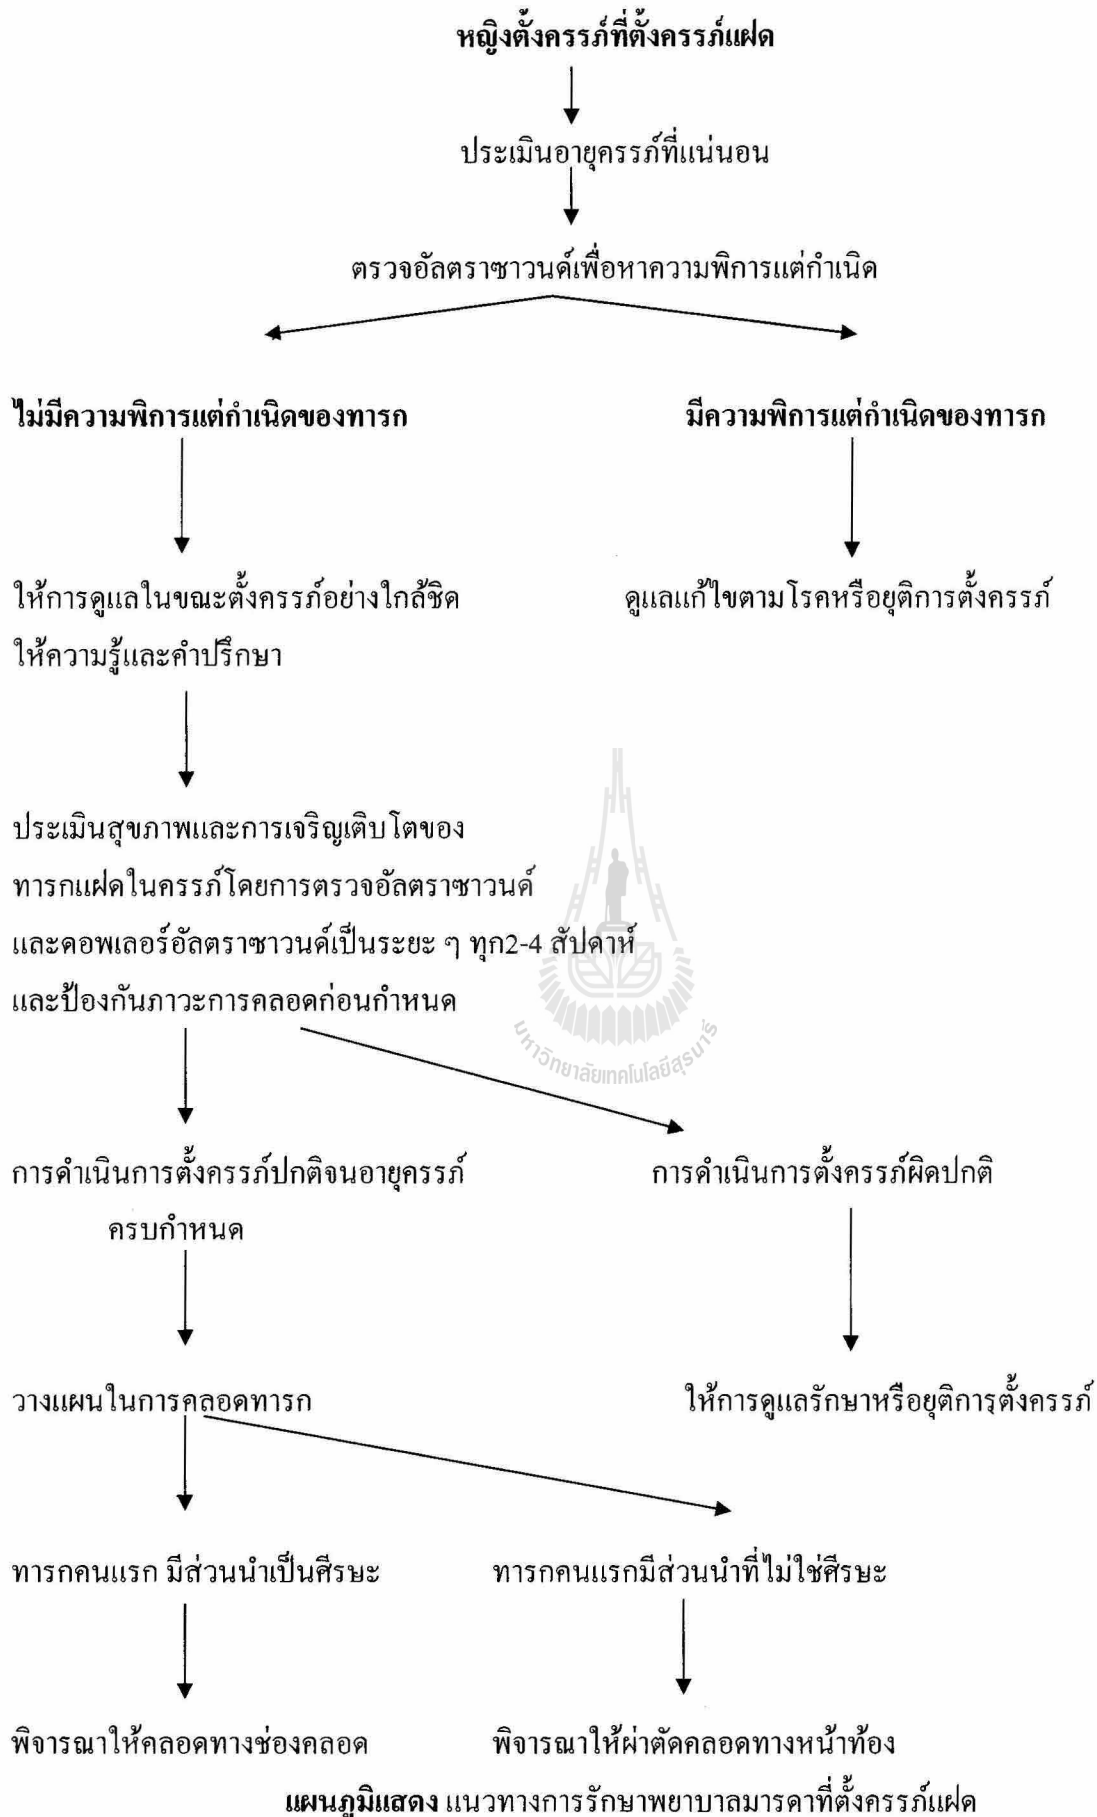 หญิงตั้งครรภ์ที่ตั้งครรภ์แฝด
ประเมินอายุครรภ์ที่แน่นอน
ตรวจอัลตราซาวนด์เพื่อหาความพิการแต่กำเนิด
ไม่มีความพิการแต่กำเนิดของทารก
มีความพิการแต่กำเนิดของทารก
ให้การดูแลในขณะตั้งครรภ์อย่างใกล้ชิด
ให้ความรู้และคำปรึกษา
ดูแลแก้ไขตามโรคหรือยุติการตั้งครรภ์
ประเมินสุขภาพและการเจริญเติบโตของ
ทารกแฝดในครรภ์โดยการตรวจอัลตราซาวนด์
และดอพเลอร์อัลตราซาวนด์เป็นระยะ ๆ ทุก2-4 สัปดาห์
และป้องกันภาวะการคลอดก่อนกำหนด
มหาวิทยาลัยเทคโนโลยีสุรนารี
การดำเนินการตั้งครรภ์ปกติจนอายุครรภ์
ครบกำหนด
การดำเนินการตั้งครรภ์ผิดปกติ
วางแผนในการคลอดทารก
ให้การดูแลรักษาหรือยุติการตั้งครรภ์
ทารกคนแรก มีส่วนนำเป็นศีรษะ
ทารกคนแรกมีส่วนนำที่ไม่ใช่ศีรษะ
พิจารณาให้คลอดทางช่องคลอด
พิจารณาให้ผ่าตัดคลอดทางหน้าท้อง
แผนภูมิแสดง แนวทางการรักษาพยาบาลมารดาที่ตั้งครรภ์แฝด